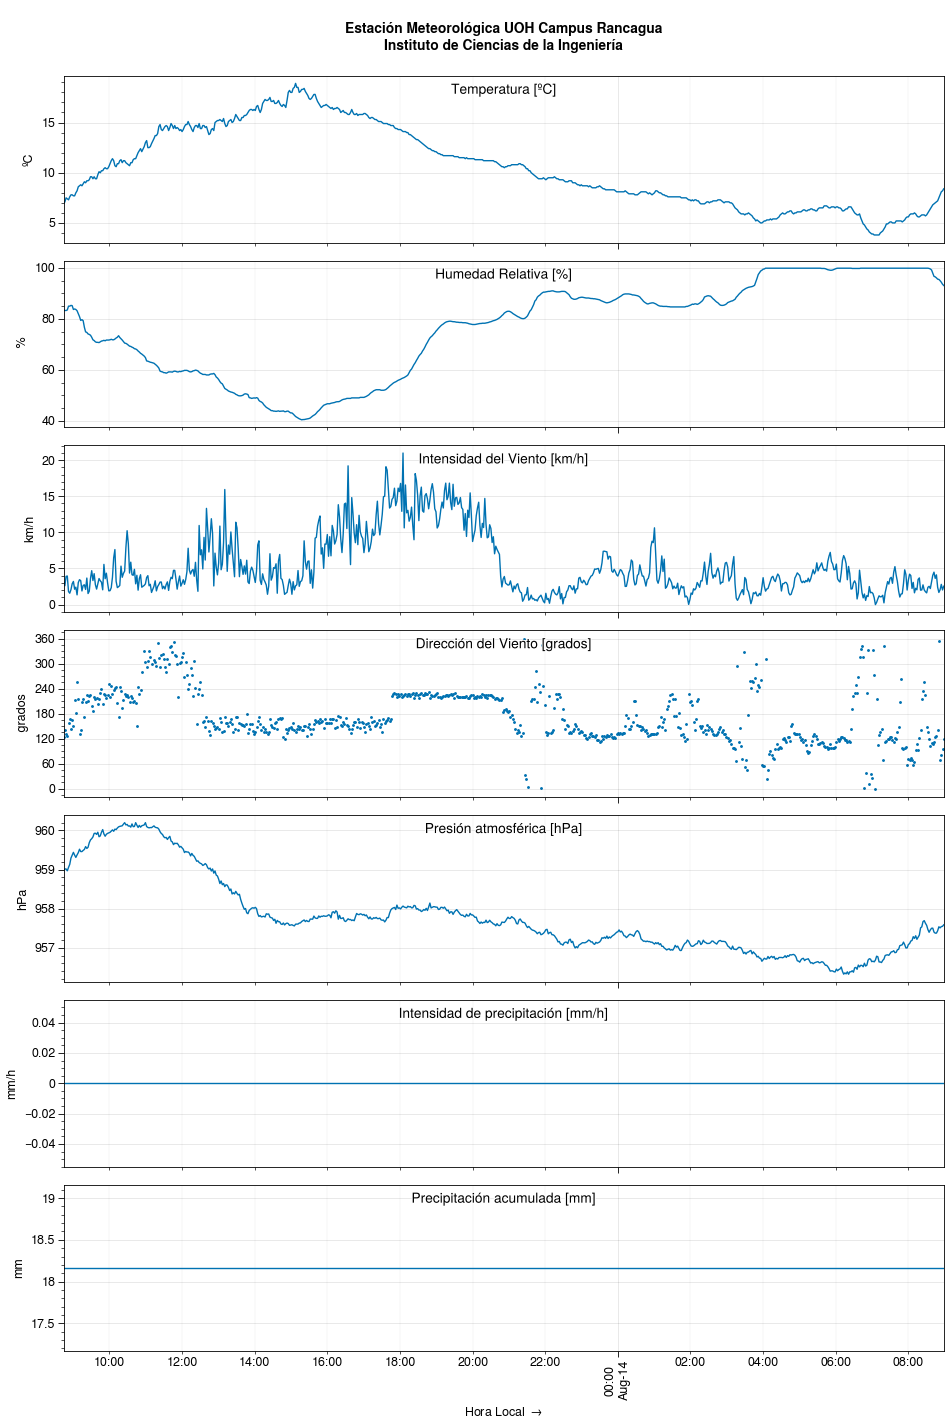 Estación Meteorológica UOH Campus Rancagua
Instituto de Ciencias de la Ingeniería
Temperatura [ºC]
ºC
15
10
5
Humedad Relativa [%]
%
100
80
60
40
Intensidad del Viento [km/h]
km/h
20
15
10
5
0
Dirección del Viento [grados]
grados
360
300
240
180
120
60
0
Presión atmosférica [hPa]
hPa
960
959
958
957
Intensidad de precipitación [mm/h]
mm/h
0.04
0.02
0
−0.02
−0.04
Precipitación acumulada [mm]
mm
19
18.5
18
17.5
10:00 12:00 14:00 16:00 18:00 20:00 22:00 00:00 02:00 04:00 06:00 08:00
Aug-14
Hora Local →